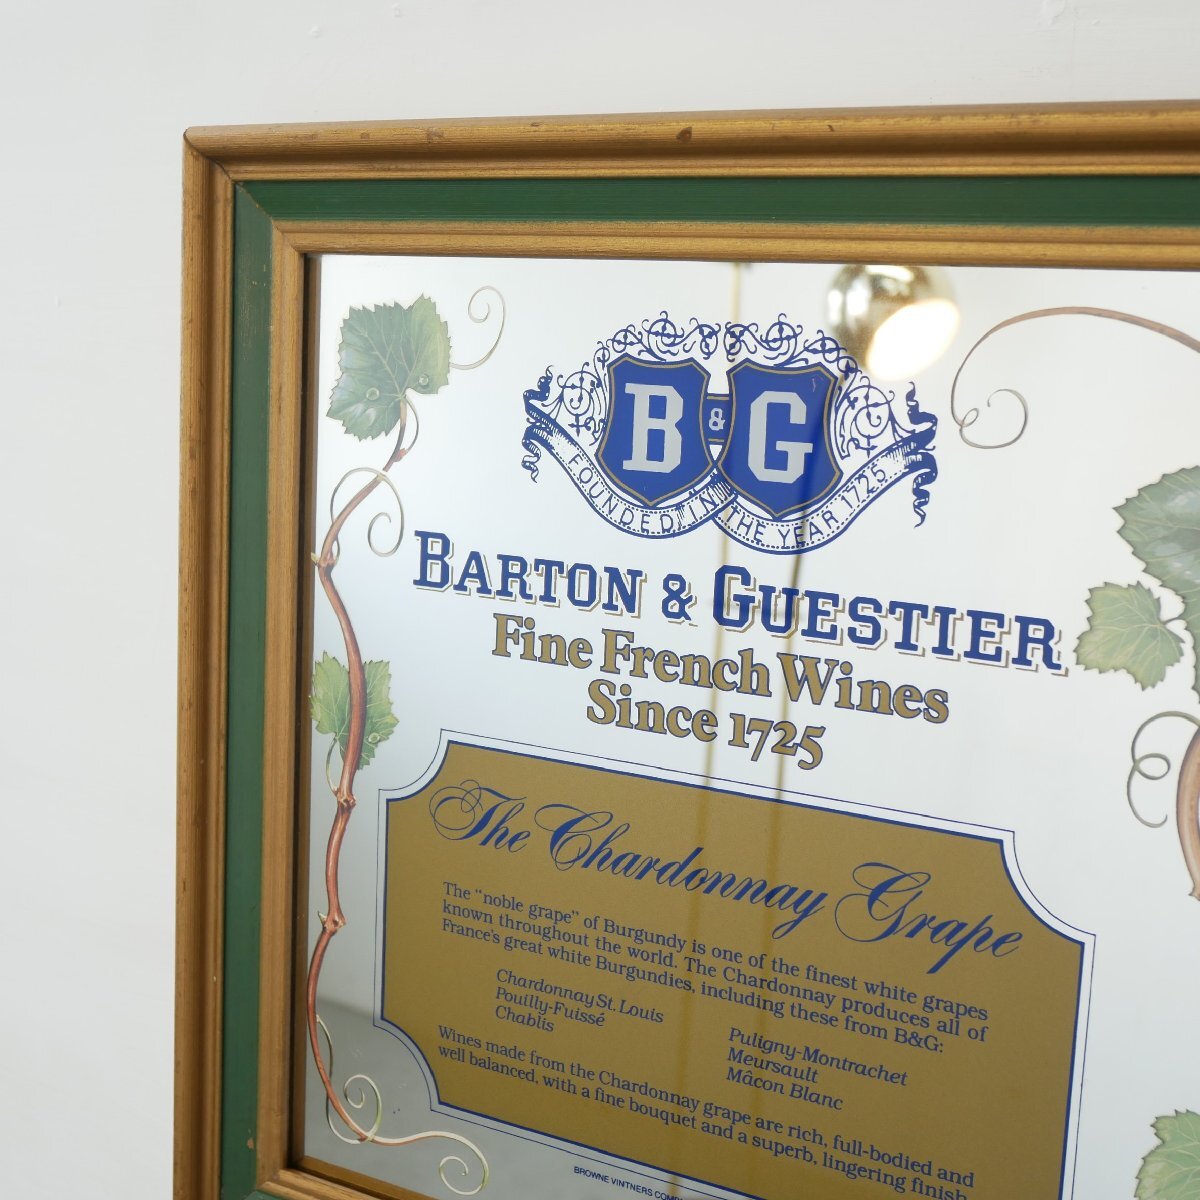 B & G
FOUNDED IN THE YEAR 1725
BARTON & GUESTIER
Fine French Wines
Since 1725
The Chardonnay Grape
The "noble grape" of Burgundy is one of the finest white grapes
known throughout the world. The Chardonnay produces all of
France's great white Burgundies, including these from B&G:
Chardonnay St. Louis
Pouilly-Fuissé
Chablis
Puligny-Montrachet
Meursault
Mâcon Blanc
Wines made from the Chardonnay grape are rich, full-bodied and
well balanced, with a fine bouquet and a superb, lingering finish
BROWNE VINTNERS